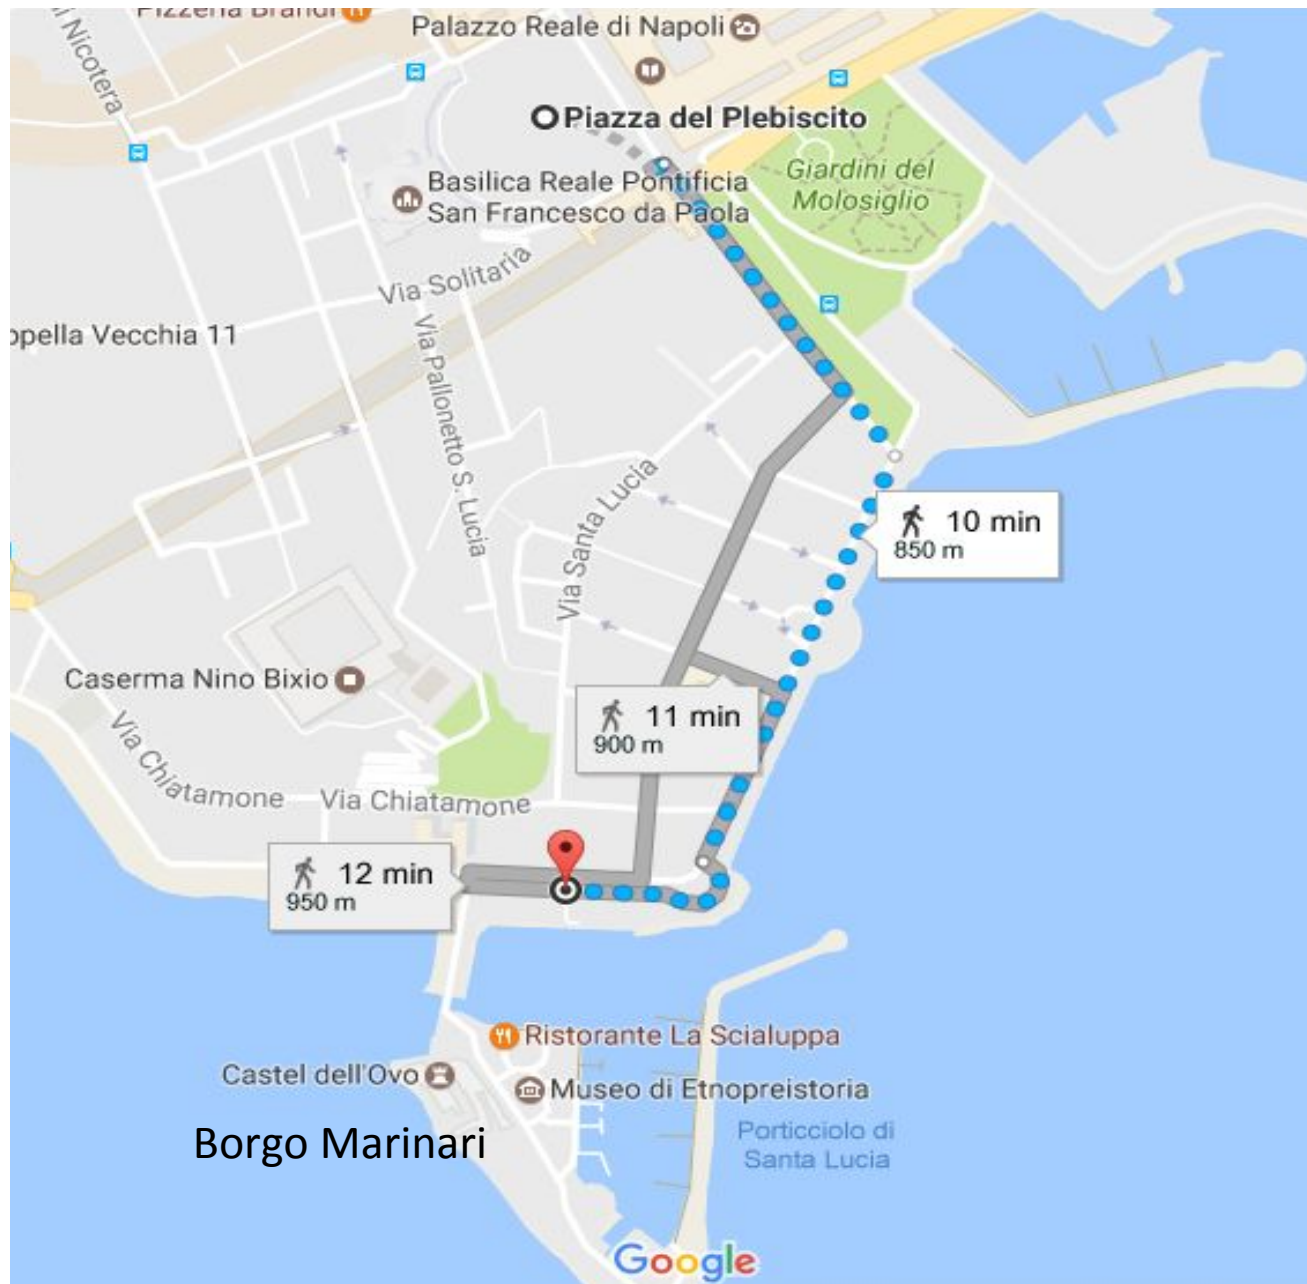 Pizzeria Brandi
Nicotera
Palazzo Reale di Napoli
Piazza del Plebiscito
Giardini del
Molosiglio
Basilica Reale Pontificia
San Francesco da Paola
Via Solitaria
Vecchia 11
Via Pallonetto S. Lucia
Via Santa Lucia
10 min
850 m
Caserma Nino Bixio
11 min
900 m
Via Chiatamone
Via Chiatamone
12 min
950 m
Ristorante La Scialuppa
Castel dell'Ovo
Museo di Etnopreistoria
Borgo Marinari
Porticciolo di
Santa Lucia
Google